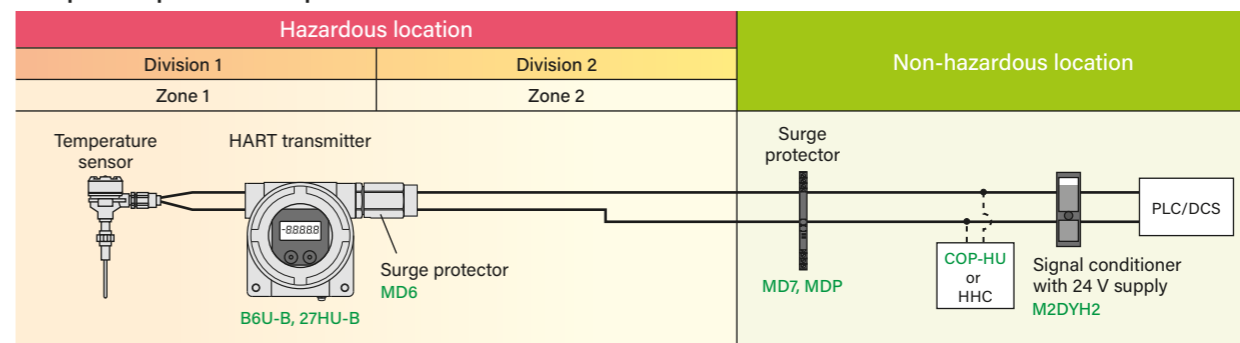 Hazardous location
Non-hazardous location
Division 1
Division 2
Zone 1
Zone 2
Temperature
sensor
HART transmitter
Surge
protector
-88888
PLC/DCS
Surge protector
MD6
B6U-B, 27HU-B
MD7, MDP
COP-HU
or
HHC
Signal conditioner
with 24 V supply
M2DYH2